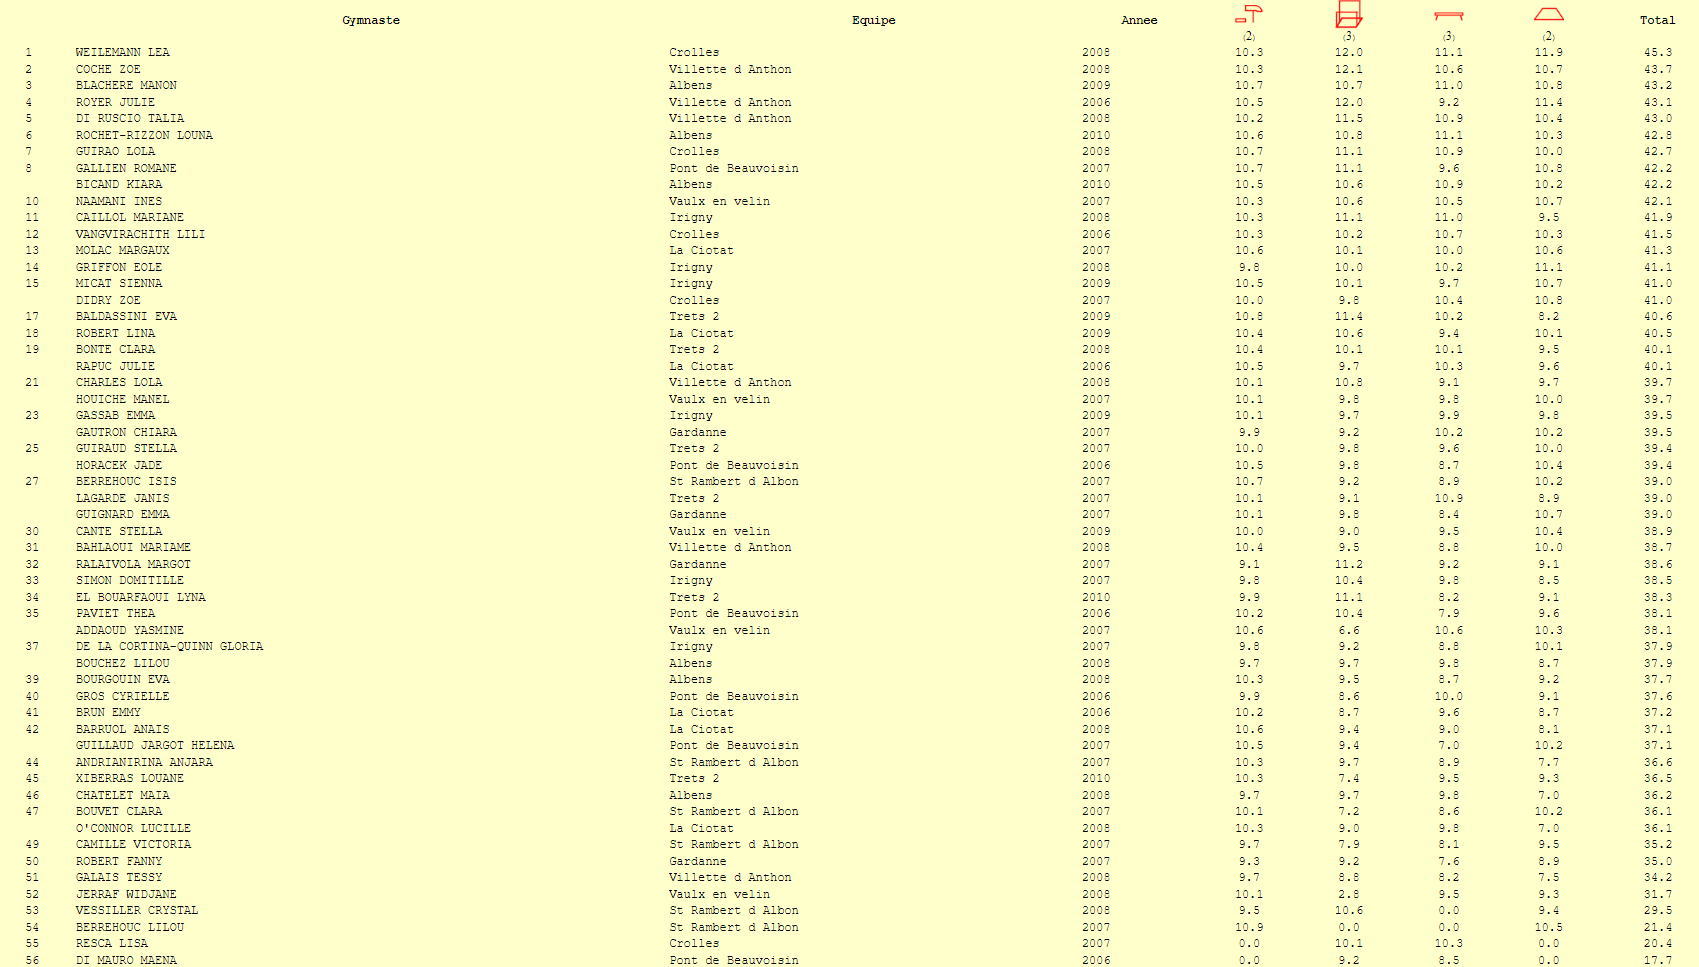 Gymnaste Equipe Annee Total
(2) (3) (3) (2)
1 WEILEMANN LEA Crolles 2008 10.3 12.0 11.1 11.9 45.3
2 COCHE ZOE Villette d Anthon 2008 10.3 12.1 10.6 10.7 43.7
3 BLACHERE MANON Albens 2009 10.7 10.7 11.0 10.8 43.2
4 ROYER JULIE Villette d Anthon 2006 10.5 12.0 9.2 11.4 43.1
5 DI RUSCIO TALIA Villette d Anthon 2008 10.2 11.5 10.9 10.4 43.0
6 ROCHET-RIZZON LOUNA Albens 2010 10.6 10.8 11.1 10.3 42.8
7 GUIRAO LOLA Crolles 2008 10.7 11.1 10.9 10.0 42.7
8 GALLIEN ROMANE Pont de Beauvoisin 2007 10.7 11.1 9.6 10.8 42.2
BICAND KIARA Albens 2010 10.5 10.6 10.9 10.2 42.2
10 NAAMANI INES Vaulx en velin 2007 10.3 10.6 10.5 10.7 42.1
11 CAILLOL MARIANE Irigny 2008 10.3 11.1 11.0 9.5 41.9
12 VANGVIRACHITH LILI Crolles 2006 10.3 10.2 10.7 10.3 41.5
13 MOLAC MARGAUX La Ciotat 2007 10.6 10.1 10.0 10.6 41.3
14 GRIFFON EOLE Irigny 2008 9.8 10.0 10.2 11.1 41.1
15 MICAT SIENNA Irigny 2009 10.5 10.1 9.7 10.7 41.0
DIDRY ZOE Crolles 2007 10.0 9.8 10.4 10.8 41.0
17 BALDASSINI EVA Trets 2 2009 10.8 11.4 10.2 8.2 40.6
18 ROBERT LINA La Ciotat 2009 10.4 10.6 9.4 10.1 40.5
19 BONTE CLARA Trets 2 2008 10.4 10.1 10.1 9.5 40.1
RAPUC JULIE La Ciotat 2006 10.5 9.7 10.3 9.6 40.1
21 CHARLES LOLA Villette d Anthon 2008 10.1 10.8 9.1 9.7 39.7
HOUICHE MANEL Vaulx en velin 2007 10.1 9.8 9.8 10.0 39.7
23 GASSAB EMMA Irigny 2009 10.1 9.7 9.9 9.8 39.5
GAUTRON CHIARA Gardanne 2007 9.9 9.2 10.2 10.2 39.5
25 GUIRAUD STELLA Trets 2 2007 10.0 9.8 9.6 10.0 39.4
HORACEK JADE Pont de Beauvoisin 2006 10.5 9.8 8.7 10.4 39.4
27 BERREHOUC ISIS St Rambert d Albon 2007 10.7 9.2 8.9 10.2 39.0
LAGARDE JANIS Trets 2 2007 10.1 9.1 10.9 8.9 39.0
GUIGNARD EMMA Gardanne 2007 10.1 9.8 8.4 10.7 39.0
30 CANTE STELLA Vaulx en velin 2009 10.0 9.0 9.5 10.4 38.9
31 BAHLAOUI MARIAME Villette d Anthon 2008 10.4 9.5 8.8 10.0 38.7
32 RALAIVOLA MARGOT Gardanne 2007 9.1 11.2 9.2 9.1 38.6
33 SIMON DOMITILLE Irigny 2007 9.8 10.4 9.8 8.5 38.5
34 EL BOUARFAOUI LYNA Trets 2 2010 9.9 11.1 8.2 9.1 38.3
35 PAVIET THEA Pont de Beauvoisin 2006 10.2 10.4 7.9 9.6 38.1
ADDAOUD YASMINE Vaulx en velin 2007 10.6 6.6 10.6 10.3 38.1
37 DE LA CORTINA-QUINN GLORIA Irigny 2007 9.8 9.2 8.8 10.1 37.9
BOUCHEZ LILOU Albens 2008 9.7 9.7 9.8 8.7 37.9
39 BOURGOUIN EVA Albens 2008 10.3 9.5 8.7 9.2 37.7
40 GROS CYRIELLE Pont de Beauvoisin 2006 9.9 8.6 10.0 9.1 37.6
41 BRUN EMMY La Ciotat 2006 10.2 8.7 9.6 8.7 37.2
42 BARRUOL ANAIS La Ciotat 2008 10.6 9.4 9.0 8.1 37.1
GUILLAUD JARGOT HELENA Pont de Beauvoisin 2007 10.5 9.4 7.0 10.2 37.1
44 ANDRIANIRINA ANJARA St Rambert d Albon 2007 10.3 9.7 8.9 7.7 36.6
45 XIBERRAS LOUANE Trets 2 2010 10.3 7.4 9.5 9.3 36.5
46 CHATELET MAIA Albens 2008 9.7 9.7 9.8 7.0 36.2
47 BOUVET CLARA St Rambert d Albon 2007 10.1 7.2 8.6 10.2 36.1
O'CONNOR LUCILLE La Ciotat 2008 10.3 9.0 9.8 7.0 36.1
49 CAMILLE VICTORIA St Rambert d Albon 2007 9.7 7.9 8.1 9.5 35.2
50 ROBERT FANNY Gardanne 2007 9.3 9.2 7.6 8.9 35.0
51 GALAIS TESSY Villette d Anthon 2008 9.7 8.8 8.2 7.5 34.2
52 JERRAF WIDJANE Vaulx en velin 2008 10.1 2.8 9.5 9.3 31.7
53 VESSILLER CRYSTAL St Rambert d Albon 2008 9.5 10.6 0.0 9.4 29.5
54 BERREHOUC LILOU St Rambert d Albon 2007 10.9 0.0 0.0 10.5 21.4
55 RESCA LISA Crolles 2007 0.0 10.1 10.3 0.0 20.4
56 DI MAURO MAENA Pont de Beauvoisin 2006 0.0 9.2 8.5 0.0 17.7